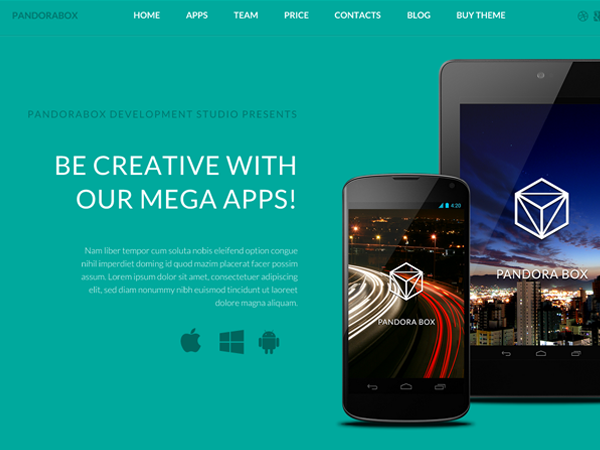 PANDORABOX HOME APPS TEAM PRICE CONTACTS BLOG BUY THEME
PANDORABOX DEVELOPMENT STUDIO PRESENTS
BE CREATIVE WITH
OUR MEGA APPS!
Nam liber tempor cum soluta nobis eleifend option congue
nihil imperdiet doming id quod mazim placerat facer possim
assum. Lorem ipsum dolor sit amet, consectetuer adipiscing
elit, sed diam nonummy nibh euismod tincidunt ut laoreet
dolore magna aliquam.
4:20
PANDORA BOX
PANDORA BOX